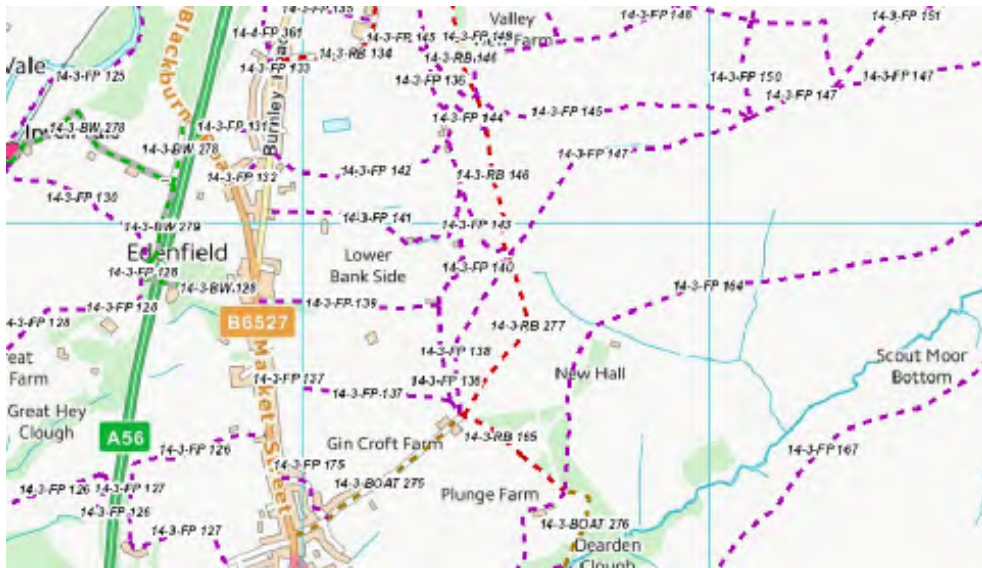 14-3-FP 135
14-4-FP 361
14-3-RB 134
14-3-FP 145
14-3-FP 149
Valley
View Farm
14-3-FP 148
14-3-FP 151
Vale
14-3-FP 125
14-3-FP 133
Burnley Road
Blackburn Road
14-3-RB 146
14-3-FP 136
14-3-FP 150
14-3-FP 147
14-3-FP 147
14-3-BW 278
14-3-FP 131
14-3-FP 144
14-3-FP 145
14-3-BW 278
14-3-FP 132
14-3-FP 142
14-3-RB 146
14-3-FP 147
14-3-FP 130
14-3-BW 279
14-3-FP 141
14-3-FP 143
Edenfield
Lower
Bank Side
14-3-FP 128
14-3-BW 128
14-3-FP 140
14-3-FP 164
14-3-FP 128
14-3-FP 139
14-3-FP 128
B6527
14-3-RB 277
Market Street
Great
Farm
14-3-FP 138
Scout Moor
Bottom
14-3-FP 137
14-3-FP 138
14-3-FP 137
New Hall
Great Hey
Clough
A56
14-3-FP 126
Gin Croft Farm
14-3-RB 165
14-3-FP 167
14-3-FP 175
14-3-BOAT 275
14-3-FP 126
14-3-FP 127
Plunge Farm
14-3-FP 126
14-3-FP 127
14-3-BOAT 276
Dearden
Clough